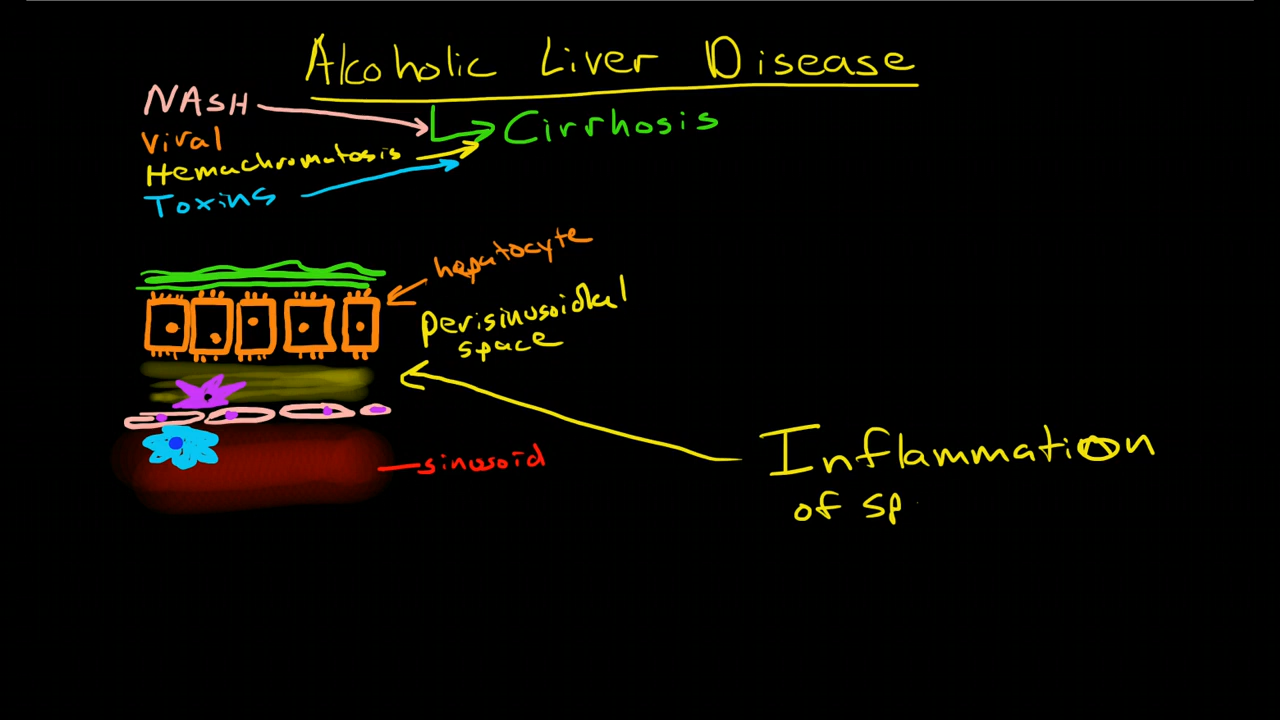 Alcoholic Liver Disease
NASH
Cirrhosis
Viral
Hemachromatosis
Toxins
hepatocyte
perisinusoidal
space
sinusoid
Inflammation
of sp